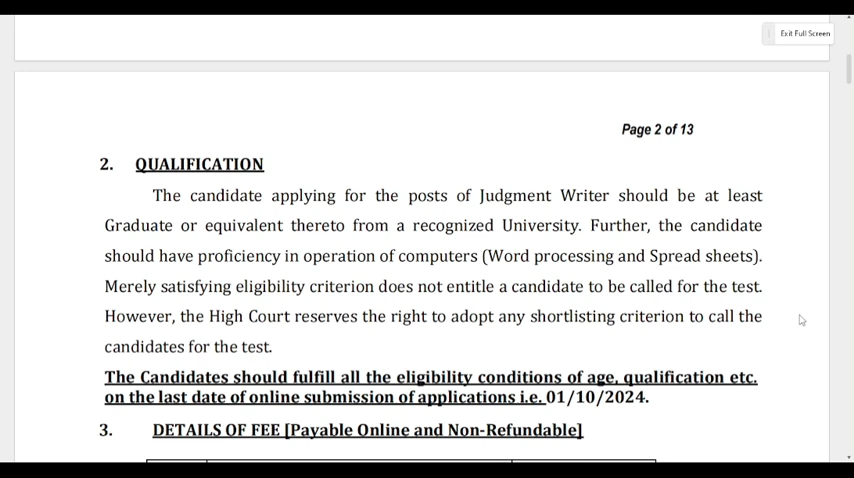 Exit Full Screen
Page 2 of 13
2. QUALIFICATION
The candidate applying for the posts of Judgment Writer should be at least
Graduate or equivalent thereto from a recognized University. Further, the candidate
should have proficiency in operation of computers (Word processing and Spread sheets).
Merely satisfying eligibility criterion does not entitle a candidate to be called for the test.
However, the High Court reserves the right to adopt any shortlisting criterion to call the
candidates for the test.
The Candidates should fulfill all the eligibility conditions of age, qualification etc.
on the last date of online submission of applications i.e. 01/10/2024.
3. DETAILS OF FEE [Payable Online and Non-Refundable]